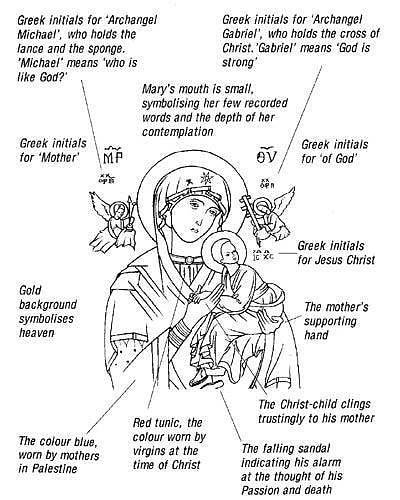 Greek initials for 'Archangel
Michael', who holds the
lance and the sponge.
'Michael' means 'who is
like God?'
Greek initials for 'Archangel
Gabriel', who holds the cross of
Christ.'Gabriel' means 'God is
strong'
Mary's mouth is small,
symbolising her few recorded
words and the depth of her
contemplation
Greek initials
for 'Mother'
ΜΡ
ΘΥ
Greek initials
for 'of God'
Greek initials
for Jesus Christ
Gold
background
symbolises
heaven
The mother's
supporting
hand
The Christ-child clings
trustingly to his mother
Red tunic, the
colour worn by
virgins at the
time of Christ
The colour blue,
worn by mothers
in Palestine
The falling sandal
indicating his alarm
at the thought of his
Passion and death